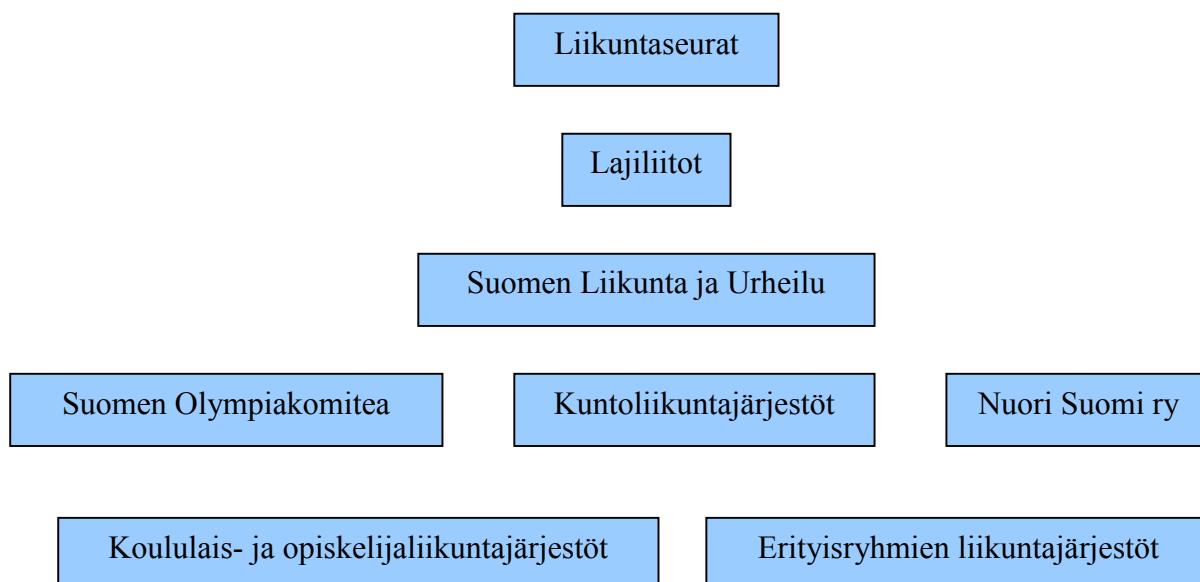 Liikuntaseurat
Lajiliitot
Suomen Liikunta ja Urheilu
Suomen Olympiakomitea
Kuntoliikuntajärjestöt
Nuori Suomi ry
Koululais- ja opiskelijaliikuntajärjestöt
Erityisryhmien liikuntajärjestöt